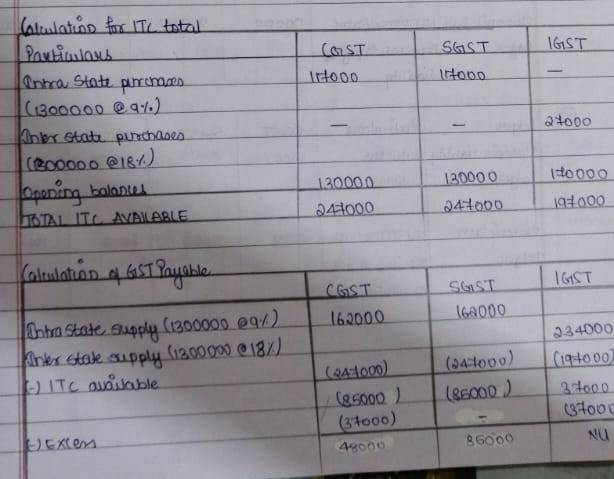 Calculation for ITC total
Particulars CGST SGST IGST
Intra State purchases 117000 117000 —
(1300000 @ 9%)
Inter State purchases — — 27000
( @ 18%)
Opening balances 130000 130000 170000
TOTAL ITC AVAILABLE 247000 247000 197000
Calculation of GST Payable
CGST SGST IGST
Intra State supply (1300000 @ 9%) 162000 162000
Inter state supply (1300000 @ 18%) 234000
(-) ITC available (247000) (247000) (197000)
(85000) (85000) 37000
(37000) - (37000
(-) Excess 48000 85000 NIL